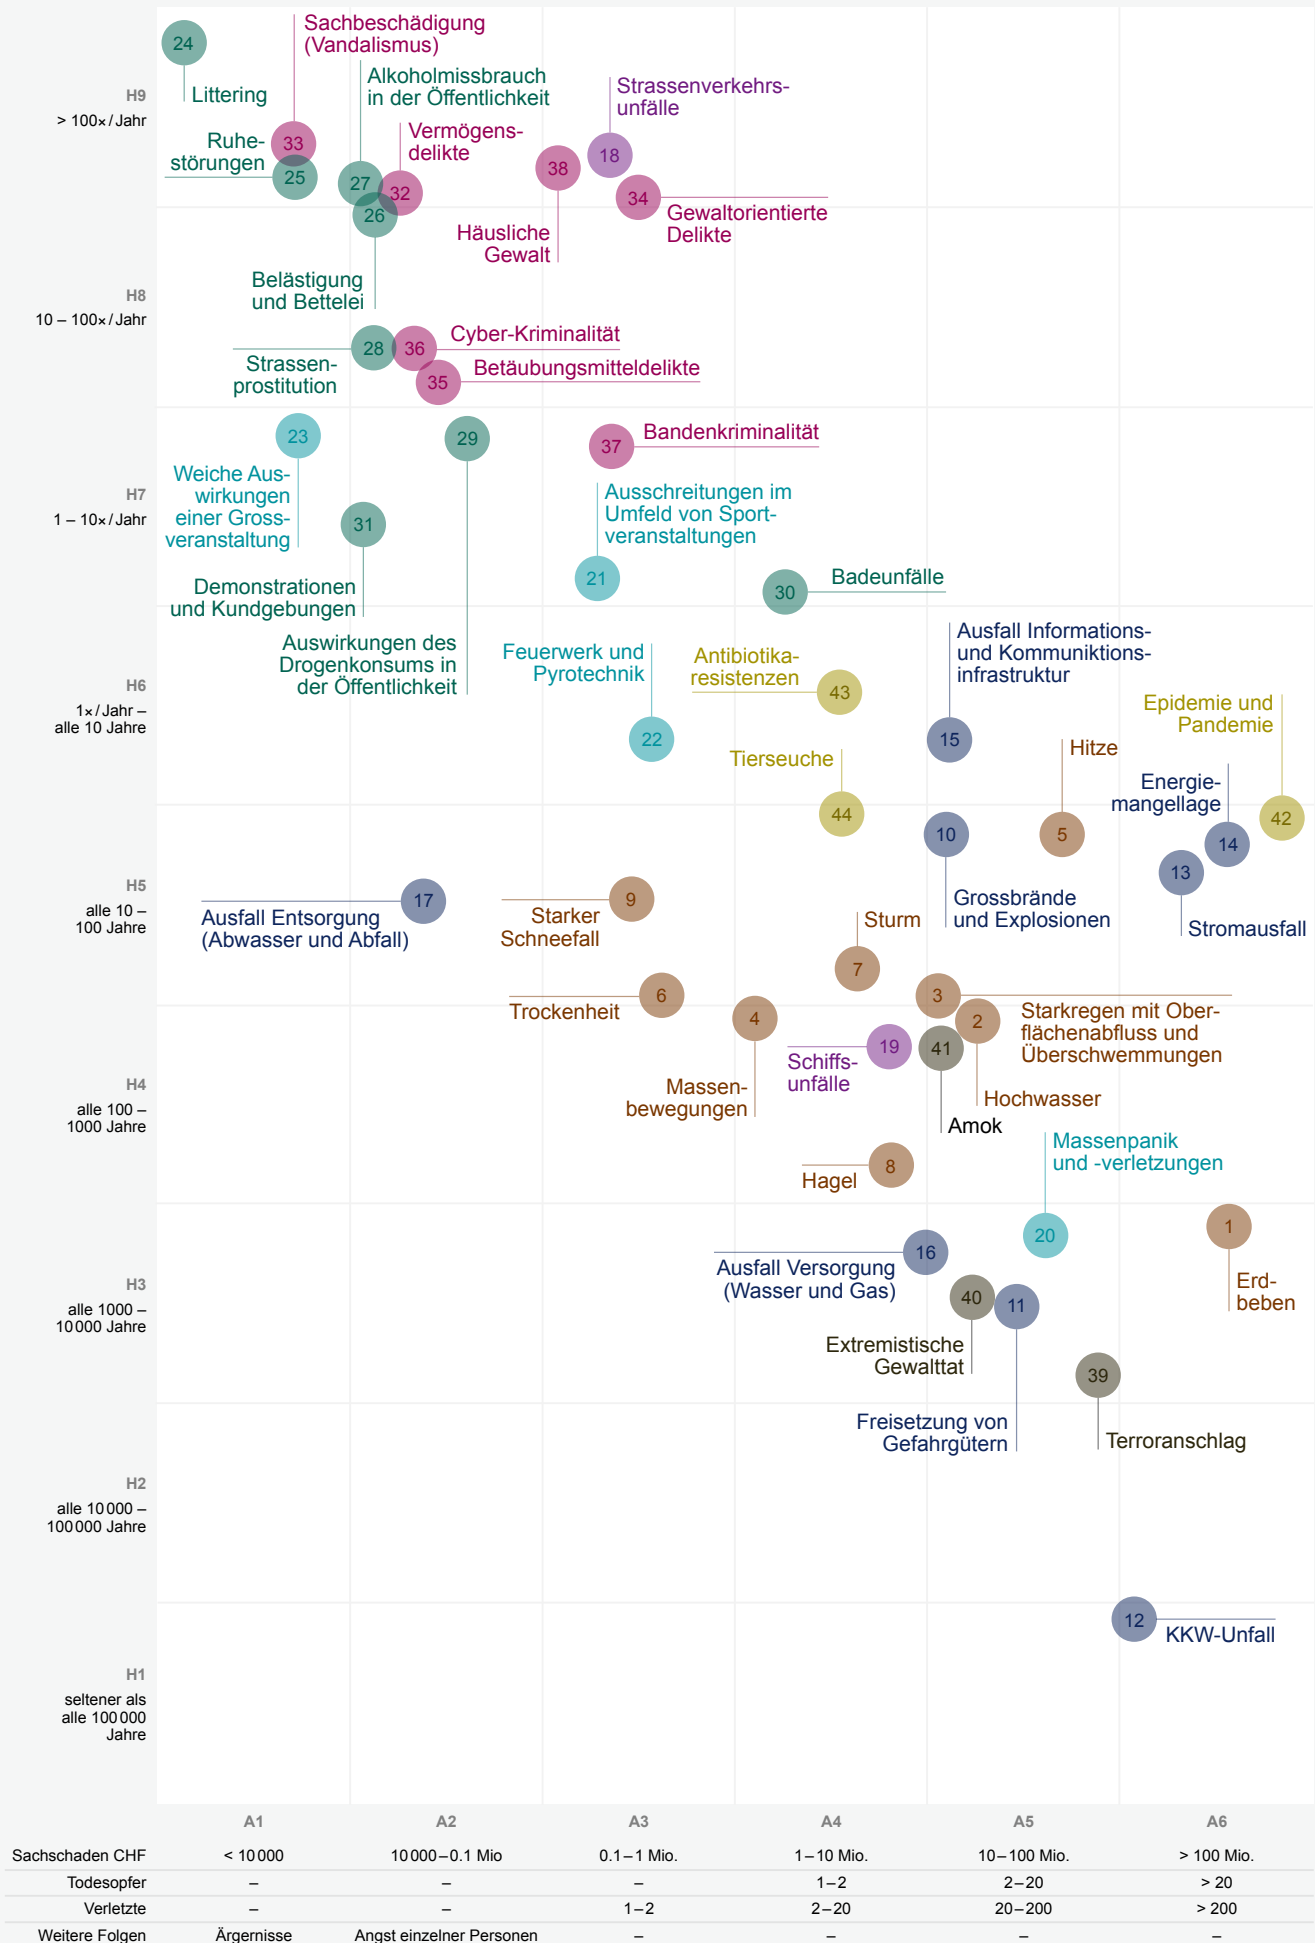 24
Littering
Sachbeschädigung
(Vandalismus)
Alkoholmissbrauch
in der Öffentlichkeit
Strassenverkehrs-
unfälle
H9
> 100×/Jahr
Ruhe-
störungen
33
25
Vermögens-
delikte
27
32
26
38
18
34
Gewaltorientierte
Delikte
Häusliche
Gewalt
Belästigung
und Bettelei
H8
10 – 100×/Jahr
Strassen-
prostitution
28
36
Cyber-Kriminalität
35
Betäubungsmitteldelikte
23
29
37
Bandenkriminalität
Weiche Aus-
wirkungen
einer Gross-
veranstaltung
H7
1 – 10×/Jahr
31
Ausschreitungen im
Umfeld von Sport-
veranstaltungen
21
30
Badeunfälle
Demonstrationen
und Kundgebungen
Auswirkungen des
Drogenkonsums in
der Öffentlichkeit
Feuerwerk und
Pyrotechnik
22
Antibiotika-
resistenzen
43
Ausfall Informations-
und Kommuniktions-
infrastruktur
15
H6
1×/Jahr –
alle 10 Jahre
Epidemie und
Pandemie
Hitze
Tierseuche
44
Energie-
mangellage
10
5
42
14
13
H5
alle 10 –
100 Jahre
17
Ausfall Entsorgung
(Abwasser und Abfall)
9
Starker
Schneefall
Grossbrände
und Explosionen
Stromausfall
Sturm
7
6
Trockenheit
3
4
2
Starkregen mit Ober-
flächenabfluss und
Überschwemmungen
19
41
Schiffs-
unfälle
H4
alle 100 –
1000 Jahre
Massen-
bewegungen
Hochwasser
Amok
Massenpanik
und -verletzungen
8
Hagel
20
1
16
Ausfall Versorgung
(Wasser und Gas)
H3
alle 1000 –
10 000 Jahre
40
11
Erd-
beben
Extremistische
Gewalttat
39
Freisetzung von
Gefahrgütern
Terroranschlag
H2
alle 10 000 –
100 000 Jahre
12
KKW-Unfall
H1
seltener als
alle 100 000
Jahre
A1 A2 A3 A4 A5 A6
Sachschaden CHF < 10 000 10 000–0.1 Mio 0.1–1 Mio. 1–10 Mio. 10–100 Mio. > 100 Mio.
Todesopfer – – – 1–2 2–20 > 20
Verletzte – – 1–2 2–20 20–200 > 200
Weitere Folgen Ärgernisse Angst einzelner Personen – – – –